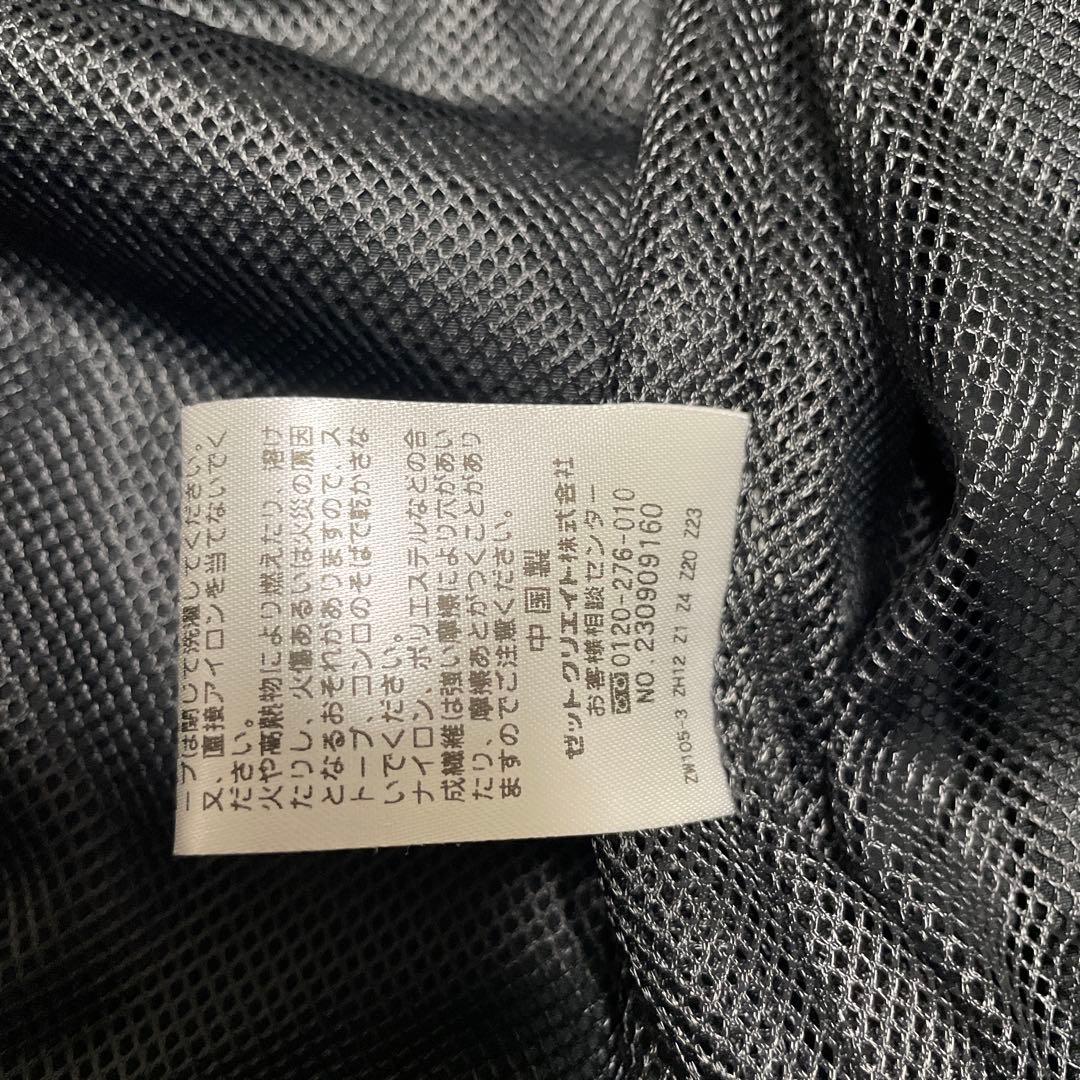 ープは閉じて洗濯してください。
又、直接アイロンを当てないでく
ださい。
火や高熱物により燃えたり、溶け
たりし、火傷あるいは火災の原因
となるおそれがありますので、ス
トーブ、コンロのそばで乾かさな
いでください。
ナイロン、ポリエステルなどの合
成繊維は強い摩擦により穴があい
たり、摩擦あとがつくことがあり
ますのでご注意ください。
中国製
ゼットクリエイト株式会社
お客様相談センター
0120-276-010
NO.230909160
ZW105-3 ZH12 Z1 Z4 Z20 Z23